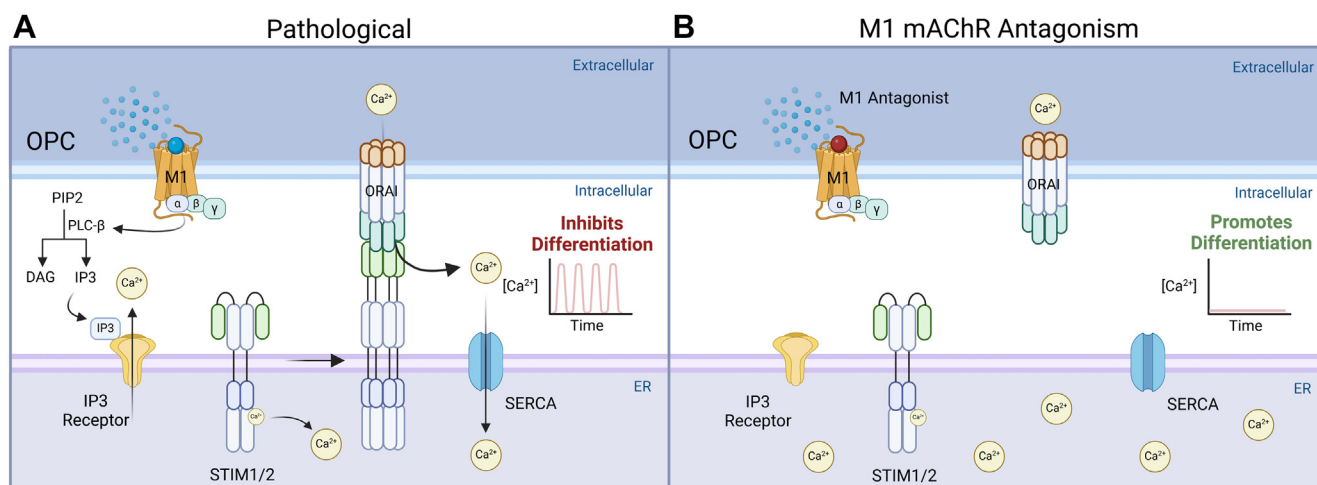 A
Pathological
Extracellular
Ca²⁺
OPC
M1
α
β
γ
ORAI
Intracellular
PIP2
PLC-β
DAG
IP3
Ca²⁺
IP3
Inhibits
Differentiation
Ca²⁺
[Ca²⁺]
Time
IP3
Receptor
Ca²⁺
Ca²⁺
STIM1/2
SERCA
Ca²⁺
ER
B
M1 mAChR Antagonism
Extracellular
M1 Antagonist
Ca²⁺
OPC
M1
α
β
γ
ORAI
Intracellular
Promotes
Differentiation
[Ca²⁺]
Time
IP3
Receptor
Ca²⁺
Ca²⁺
STIM1/2
Ca²⁺
Ca²⁺
SERCA
Ca²⁺
Ca²⁺
ER